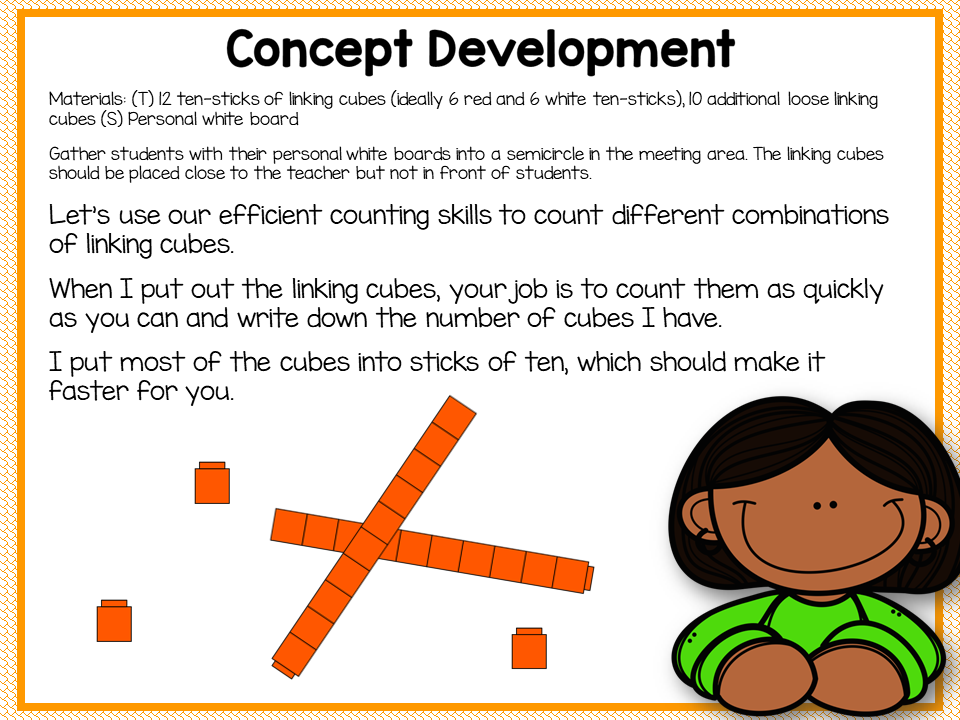 Concept Development
Materials: (T) 12 ten-sticks of linking cubes (ideally 6 red and 6 white ten-sticks), 10 additional loose linking
cubes (S) Personal white board
Gather students with their personal white boards into a semicircle in the meeting area. The linking cubes
should be placed close to the teacher but not in front of students.
Let's use our efficient counting skills to count different combinations
of linking cubes.
When I put out the linking cubes, your job is to count them as quickly
as you can and write down the number of cubes I have.
I put most of the cubes into sticks of ten, which should make it
faster for you.